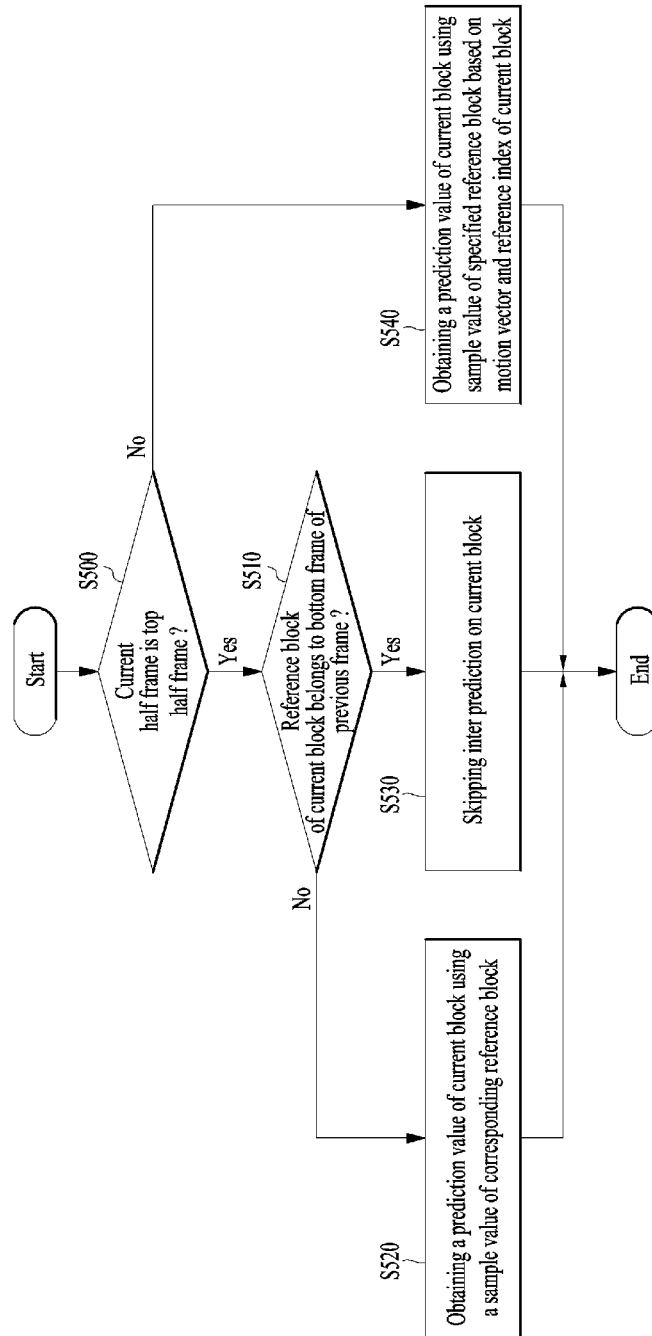 Start
S500
Current
half frame is top
half frame ?
No
Yes
S510
Reference block
of current block belongs to bottom frame of
previous frame ?
No
Yes
S520
Obtaining a prediction value of current block using
a sample value of corresponding reference block
S530
Skipping inter prediction on current block
S540
Obtaining a prediction value of current block using
sample value of specified reference block based on
motion vector and reference index of current block
End